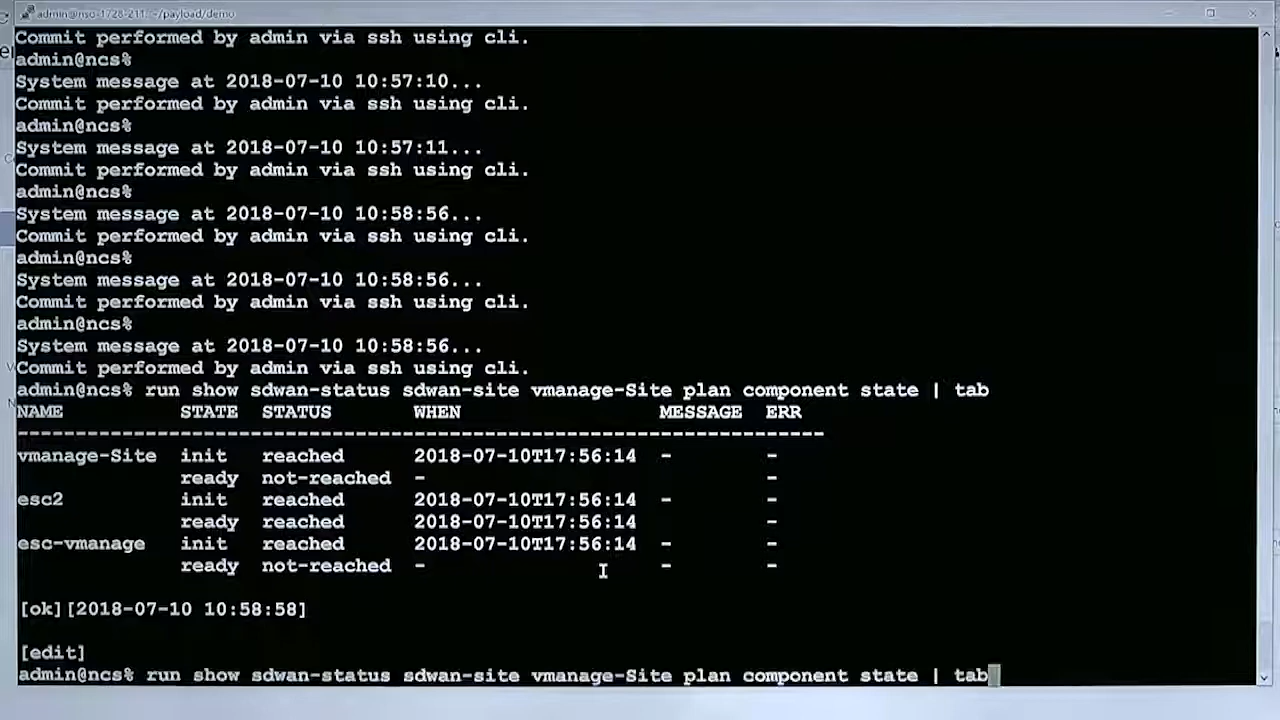 admin@nso-1728-211: ~/payload/demo
Commit performed by admin via ssh using cli.
admin@ncs%
System message at 2018-07-10 10:57:10...
Commit performed by admin via ssh using cli.
admin@ncs%
System message at 2018-07-10 10:57:11...
Commit performed by admin via ssh using cli.
admin@ncs%
System message at 2018-07-10 10:58:56...
Commit performed by admin via ssh using cli.
admin@ncs%
System message at 2018-07-10 10:58:56...
Commit performed by admin via ssh using cli.
admin@ncs%
System message at 2018-07-10 10:58:56...
Commit performed by admin via ssh using cli.
admin@ncs% run show sdwan-status sdwan-site vmanage-Site plan component state | tab
NAME STATE STATUS WHEN MESSAGE ERR
--------------------------------------------------------------------
vmanage-Site init reached 2018-07-10T17:56:14 - -
ready not-reached - -
esc2 init reached 2018-07-10T17:56:14 - -
ready reached 2018-07-10T17:56:14 - -
esc-vmanage init reached 2018-07-10T17:56:14 - -
ready not-reached - - -
[ok][2018-07-10 10:58:58]
[edit]
admin@ncs% run show sdwan-status sdwan-site vmanage-Site plan component state | tab